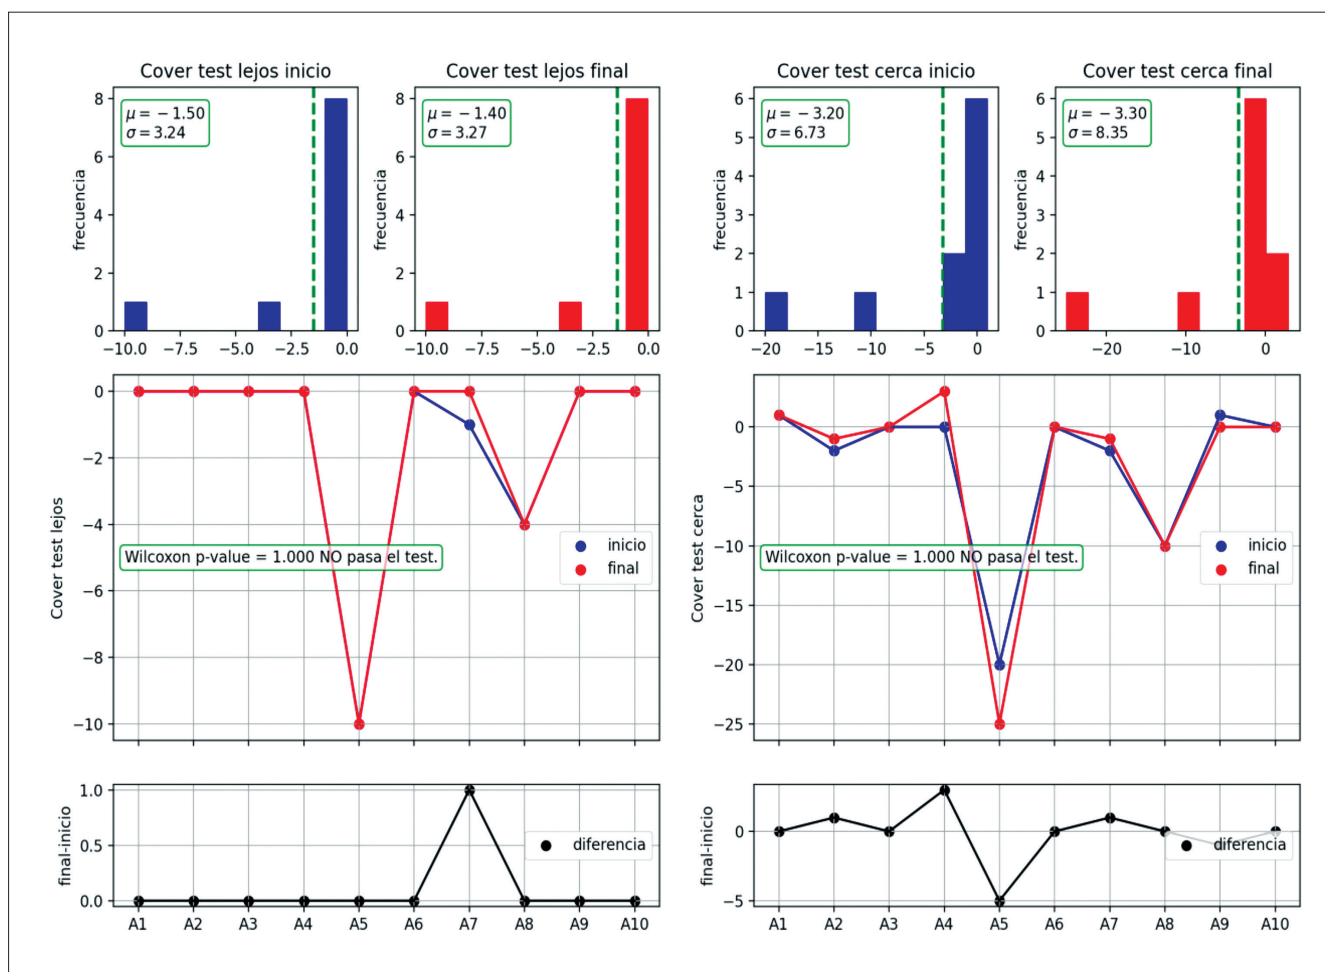 Cover test lejos inicio
μ = −1.50
σ = 3.24
frecuencia
8
6
4
2
0
−10.0 −7.5 −5.0 −2.5 0.0
Cover test lejos final
μ = −1.40
σ = 3.27
frecuencia
8
6
4
2
0
−10.0 −7.5 −5.0 −2.5 0.0
Cover test cerca inicio
μ = −3.20
σ = 6.73
frecuencia
6
5
4
3
2
1
0
−20 −15 −10 −5 0
Cover test cerca final
μ = −3.30
σ = 8.35
frecuencia
6
5
4
3
2
1
0
−20 −10 0
Cover test lejos
0
−2
−4
−6
−8
−10
Wilcoxon p-value = 1.000 NO pasa el test.
inicio
final
Cover test cerca
0
−5
−10
−15
−20
−25
Wilcoxon p-value = 1.000 NO pasa el test.
inicio
final
final-inicio
1.0
0.5
0.0
diferencia
A1 A2 A3 A4 A5 A6 A7 A8 A9 A10
final-inicio
0
−5
diferencia
A1 A2 A3 A4 A5 A6 A7 A8 A9 A10